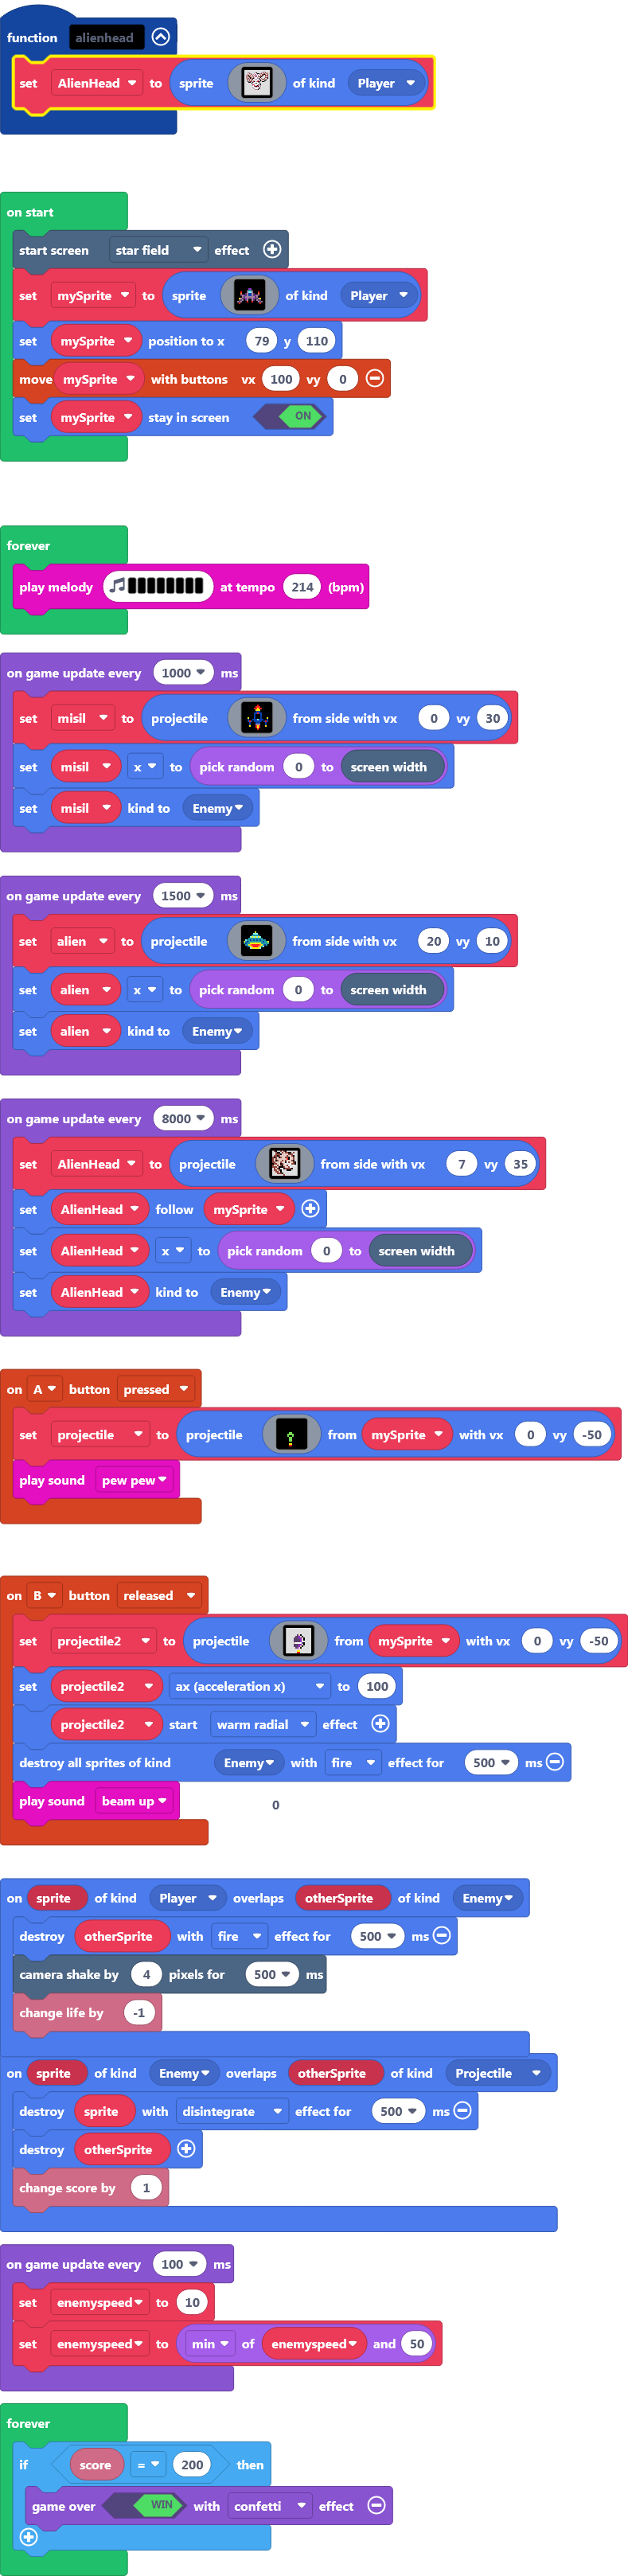 function alienhead
set AlienHead to sprite of kind Player
on start
start screen star field effect
set mySprite to sprite of kind Player
set mySprite position to x 79 y 110
move mySprite with buttons vx 100 vy 0
set mySprite stay in screen ON
forever
play melody at tempo 214 (bpm)
on game update every 1000 ms
set misil to projectile from side with vx 0 vy 30
set misil x to pick random 0 to screen width
set misil kind to Enemy
on game update every 1500 ms
set alien to projectile from side with vx 20 vy 10
set alien x to pick random 0 to screen width
set alien kind to Enemy
on game update every 8000 ms
set AlienHead to projectile from side with vx 7 vy 35
set AlienHead follow mySprite
set AlienHead x to pick random 0 to screen width
set AlienHead kind to Enemy
on A button pressed
set projectile to projectile from mySprite with vx 0 vy -50
play sound pew pew
on B button released
set projectile2 to projectile from mySprite with vx 0 vy -50
set projectile2 ax (acceleration x) to 100
projectile2 start warm radial effect
destroy all sprites of kind Enemy with fire effect for 500 ms
play sound beam up 0
on sprite of kind Player overlaps otherSprite of kind Enemy
destroy otherSprite with fire effect for 500 ms
camera shake by 4 pixels for 500 ms
change life by -1
on sprite of kind Enemy overlaps otherSprite of kind Projectile
destroy sprite with disintegrate effect for 500 ms
destroy otherSprite
change score by 1
on game update every 100 ms
set enemyspeed to 10
set enemyspeed to min of enemyspeed and 50
forever
if score = 200 then
game over WIN with confetti effect